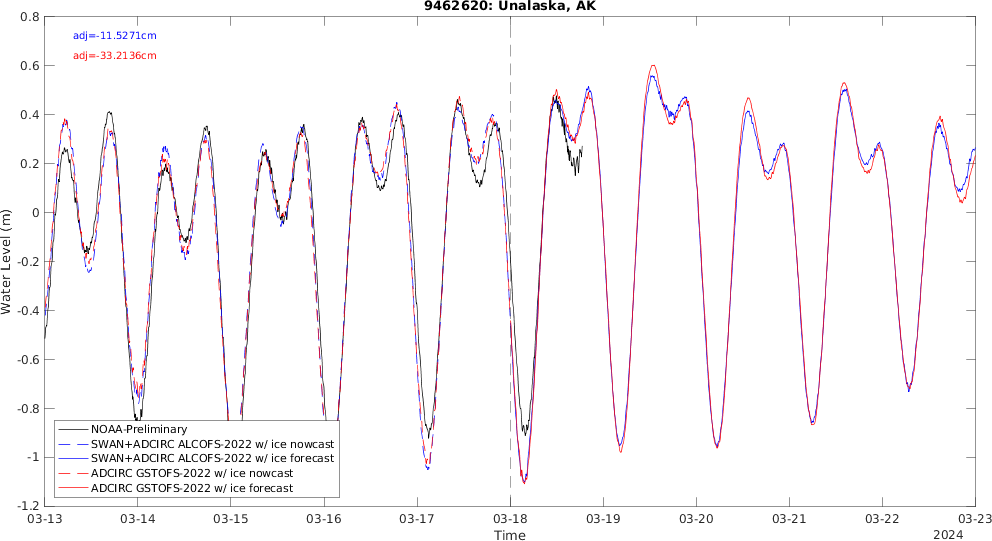 9462620: Unalaska, AK
adj=-11.5271cm
adj=-33.2136cm
0.8
0.6
0.4
0.2
0
-0.2
-0.4
-0.6
-0.8
-1
-1.2
Water Level (m)
NOAA-Preliminary
SWAN+ADCIRC ALCOFS-2022 w/ ice nowcast
SWAN+ADCIRC ALCOFS-2022 w/ ice forecast
ADCIRC GSTOFS-2022 w/ ice nowcast
ADCIRC GSTOFS-2022 w/ ice forecast
03-13 03-14 03-15 03-16 03-17 03-18 03-19 03-20 03-21 03-22 03-23
Time
2024